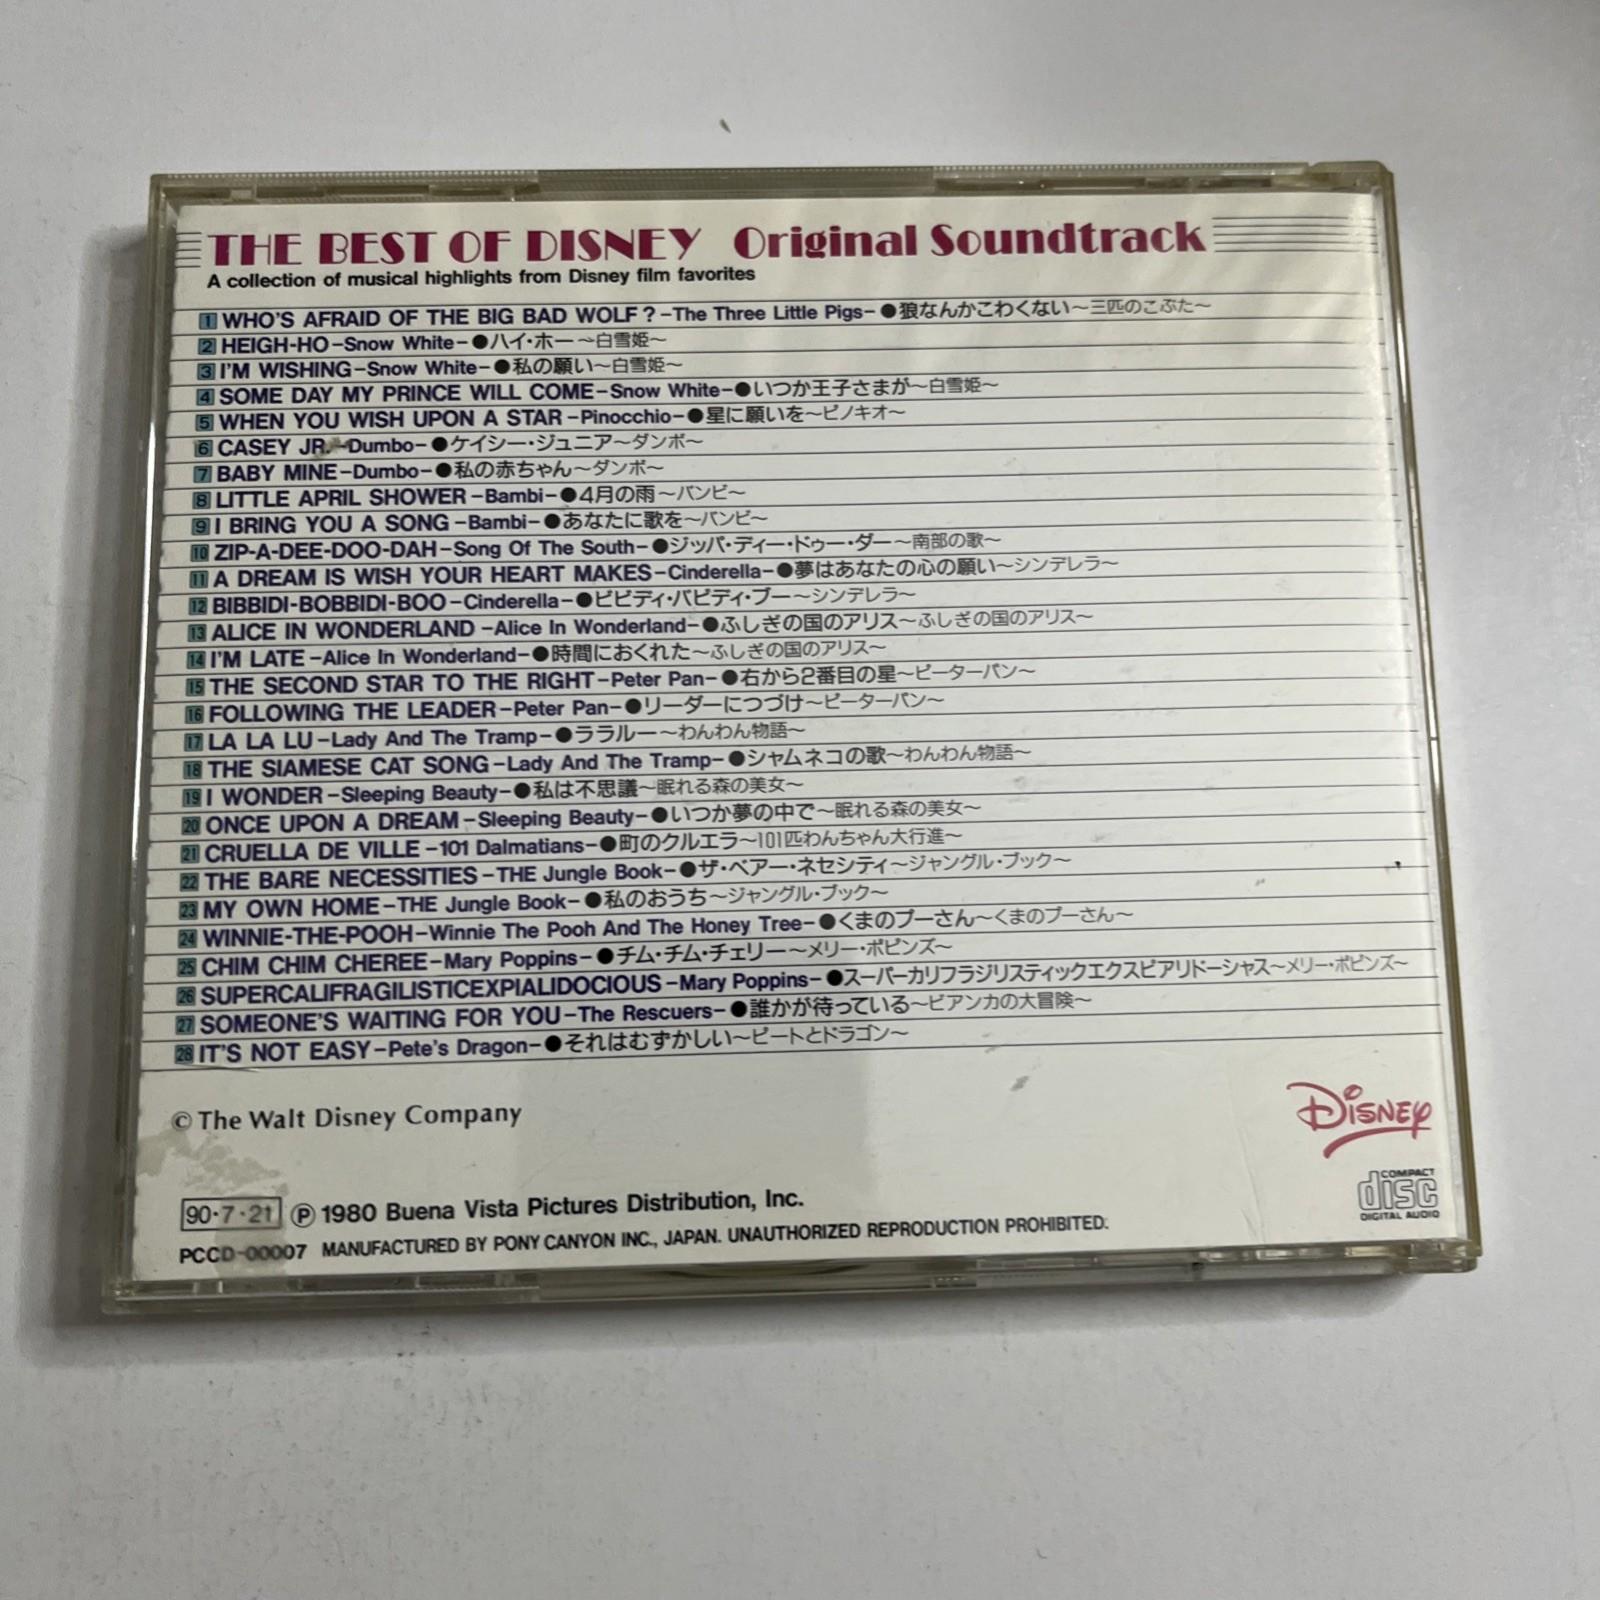 THE BEST OF DISNEY Original Soundtrack
A collection of musical highlights from Disney film favorites
1 WHO'S AFRAID OF THE BIG BAD WOLF? -The Three Little Pigs- ●狼なんかこわくない〜三匹のこぶた〜
2 HEIGH-HO -Snow White- ●ハイ・ホー〜白雪姫〜
3 I'M WISHING -Snow White- ●私の願い〜白雪姫〜
4 SOME DAY MY PRINCE WILL COME -Snow White- ●いつか王子さまが〜白雪姫〜
5 WHEN YOU WISH UPON A STAR -Pinocchio- ●星に願いを〜ピノキオ〜
6 CASEY JR. -Dumbo- ●ケイシー・ジュニア〜ダンボ〜
7 BABY MINE -Dumbo- ●私の赤ちゃん〜ダンボ〜
8 LITTLE APRIL SHOWER -Bambi- ●4月の雨〜バンビ〜
9 I BRING YOU A SONG -Bambi- ●あなたに歌を〜バンビ〜
10 ZIP-A-DEE-DOO-DAH -Song Of The South- ●ジッパ・ディー・ドゥー・ダー〜南部の歌〜
11 A DREAM IS WISH YOUR HEART MAKES -Cinderella- ●夢はあなたの心の願い〜シンデレラ〜
12 BIBBIDI-BOBBIDI-BOO -Cinderella- ●ビビディ・バビディ・ブー〜シンデレラ〜
13 ALICE IN WONDERLAND -Alice In Wonderland- ●ふしぎの国のアリス〜ふしぎの国のアリス〜
14 I'M LATE -Alice In Wonderland- ●時間におくれた〜ふしぎの国のアリス〜
15 THE SECOND STAR TO THE RIGHT -Peter Pan- ●右から2番目の星〜ピーターパン〜
16 FOLLOWING THE LEADER -Peter Pan- ●リーダーにつづけ〜ピーターパン〜
17 LA LA LU -Lady And The Tramp- ●ララルー〜わんわん物語〜
18 THE SIAMESE CAT SONG -Lady And The Tramp- ●シャムネコの歌〜わんわん物語〜
19 I WONDER -Sleeping Beauty- ●私は不思議〜眠れる森の美女〜
20 ONCE UPON A DREAM -Sleeping Beauty- ●いつか夢の中で〜眠れる森の美女〜
21 CRUELLA DE VILLE -101 Dalmatians- ●町のクルエラ〜101匹わんちゃん大行進〜
22 THE BARE NECESSITIES -THE Jungle Book- ●ザ・ベアー・ネセシティ〜ジャングル・ブック〜
23 MY OWN HOME -THE Jungle Book- ●私のおうち〜ジャングル・ブック〜
24 WINNIE-THE-POOH -Winnie The Pooh And The Honey Tree- ●くまのプーさん〜くまのプーさん〜
25 CHIM CHIM CHEREE -Mary Poppins- ●チム・チム・チェリー〜メリー・ポピンズ〜
26 SUPERCALIFRAGILISTICEXPIALIDOCIOUS -Mary Poppins- ●スーパーカリフラジリスティックエクスピアリドーシャス〜メリー・ポピンズ〜
27 SOMEONE'S WAITING FOR YOU -The Rescuers- ●誰かが待っている〜ビアンカの大冒険〜
28 IT'S NOT EASY -Pete's Dragon- ●それはむずかしい〜ピートとドラゴン〜
© The Walt Disney Company
DISNEY
COMPACT
disc
DIGITAL AUDIO
90・7・21 ℗ 1980 Buena Vista Pictures Distribution, Inc.
PCCD-00007 MANUFACTURED BY PONY CANYON INC., JAPAN. UNAUTHORIZED REPRODUCTION PROHIBITED.